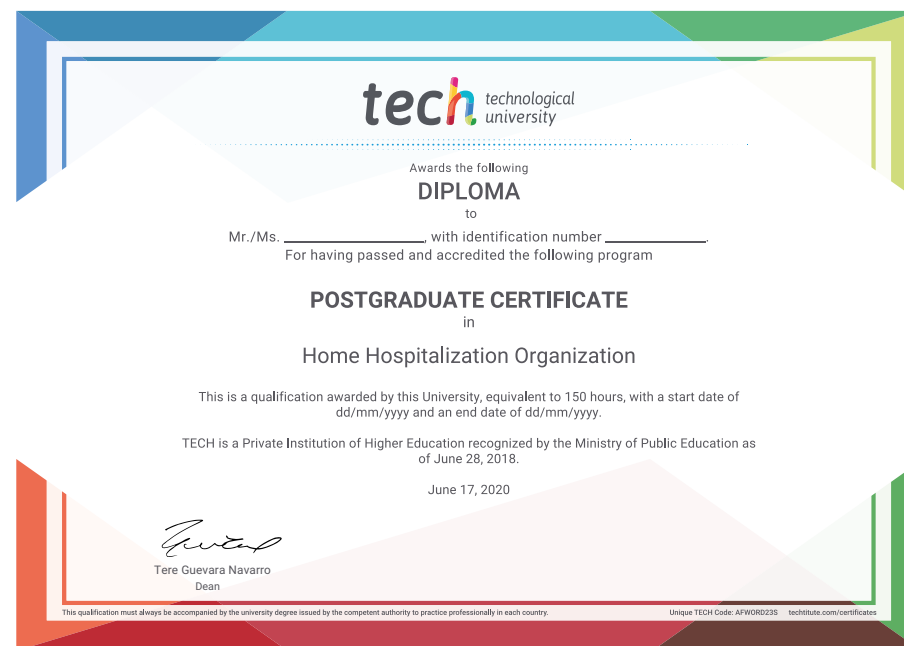 tech technological
university
Awards the following
DIPLOMA
to
Mr./Ms. ____________________, with identification number ______________.
For having passed and accredited the following program
POSTGRADUATE CERTIFICATE
in
Home Hospitalization Organization
This is a qualification awarded by this University, equivalent to 150 hours, with a start date of
dd/mm/yyyy and an end date of dd/mm/yyyy.
TECH is a Private Institution of Higher Education recognized by the Ministry of Public Education as
of June 28, 2018.
June 17, 2020
Tere Guevara Navarro
Dean
This qualification must always be accompanied by the university degree issued by the competent authority to practice professionally in each country. Unique TECH Code: AFWORD23S techtitute.com/certificates